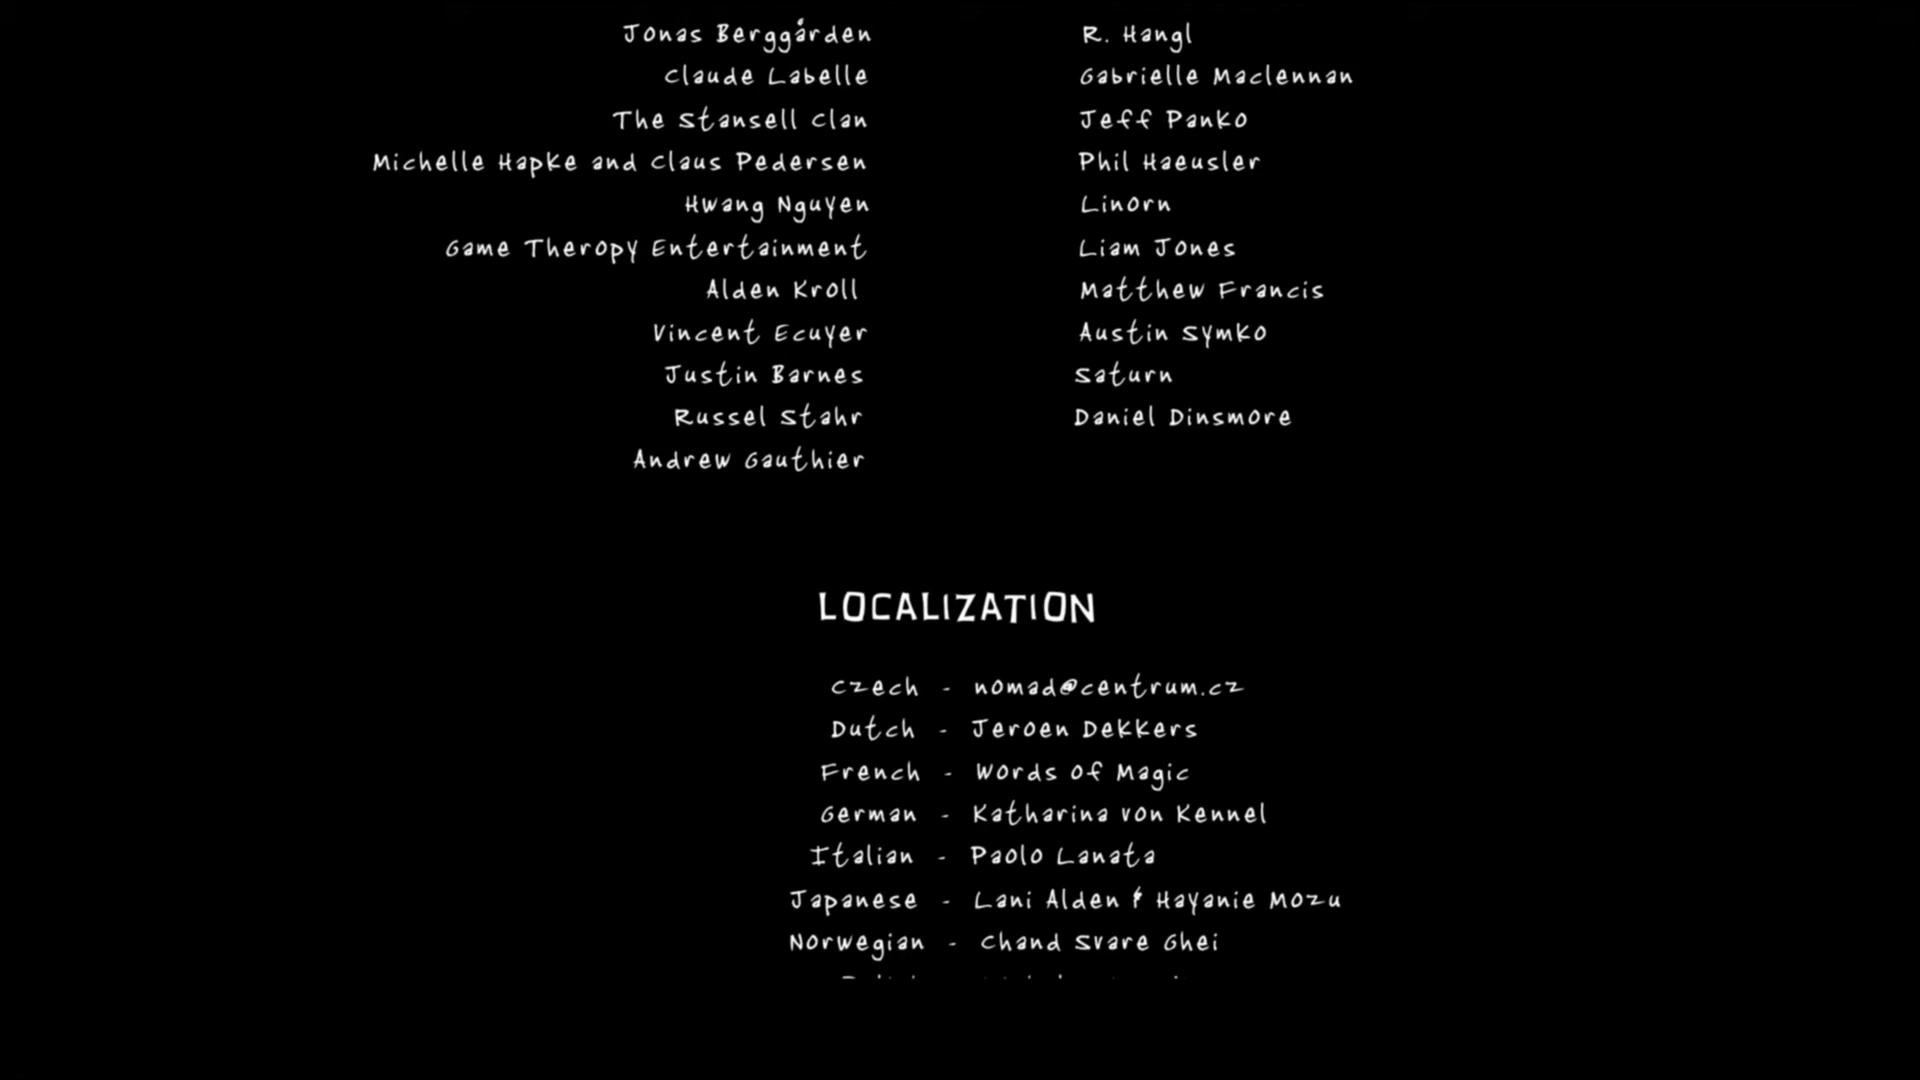 Jonas Berggården R. Hangl
Claude Labelle Gabrielle Maclennan
The Stansell Clan Jeff Panko
Michelle Hapke and Claus Pedersen Phil Haeusler
Hwang Nguyen Linorn
Game Theropy Entertainment Liam Jones
Alden Kroll Matthew Francis
Vincent Ecuyer Austin Symko
Justin Barnes Saturn
Russel Stahr Daniel Dinsmore
Andrew Gauthier
LOCALIZATION
Czech - nomad@centrum.cz
Dutch - Jeroen Dekkers
French - Words of Magic
German - Katharina von Kennel
Italian - Paolo Lanata
Japanese - Lani Alden & Hayanie Mozu
Norwegian - Chand Svare Ghei